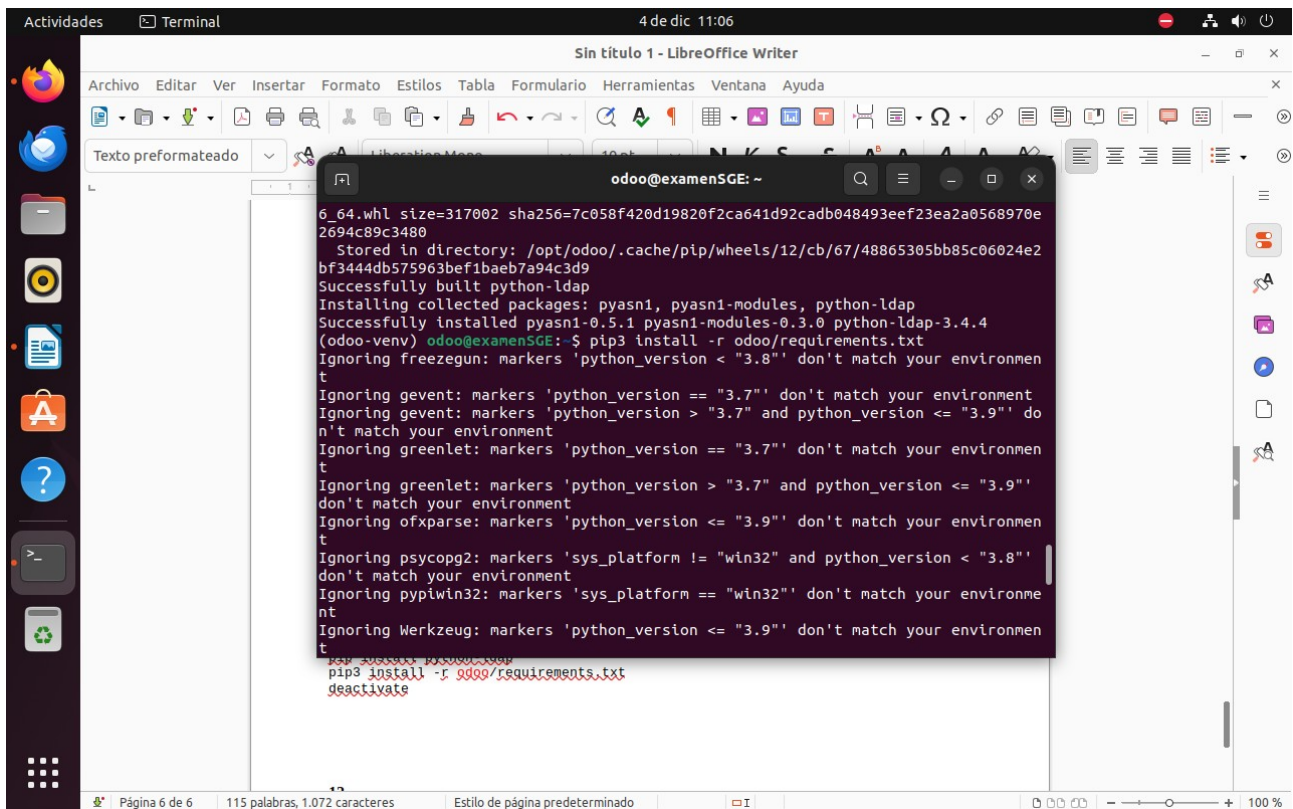 Actividades
Terminal
4 de dic 11:06
Sin título 1 - LibreOffice Writer
Archivo Editar Ver Insertar Formato Estilos Tabla Formulario Herramientas Ventana Ayuda
Texto preformateado
odoo@examenSGE: ~
6_64.whl size=317002 sha256=7c058f420d19820f2ca641d92cadb048493eef23ea2a0568970e
2694c89c3480
Stored in directory: /opt/odoo/.cache/pip/wheels/12/cb/67/48865305bb85c06024e2
bf3444db575963bef1baeb7a94c3d9
Successfully built python-ldap
Installing collected packages: pyasn1, pyasn1-modules, python-ldap
Successfully installed pyasn1-0.5.1 pyasn1-modules-0.3.0 python-ldap-3.4.4
(odoo-venv) odoo@examenSGE:~$ pip3 install -r odoo/requirements.txt
Ignoring freezegun: markers 'python_version < "3.8"' don't match your environmen
t
Ignoring gevent: markers 'python_version == "3.7"' don't match your environment
Ignoring gevent: markers 'python_version > "3.7" and python_version <= "3.9"' do
n't match your environment
Ignoring greenlet: markers 'python_version == "3.7"' don't match your environmen
t
Ignoring greenlet: markers 'python_version > "3.7" and python_version <= "3.9"'
don't match your environment
Ignoring ofxparse: markers 'python_version <= "3.9"' don't match your environmen
t
Ignoring psycopg2: markers 'sys_platform != "win32" and python_version < "3.8"'
don't match your environment
Ignoring pypiwin32: markers 'sys_platform == "win32"' don't match your environme
nt
Ignoring Werkzeug: markers 'python_version <= "3.9"' don't match your environmen
t
pip3 install -r odoo/requirements.txt
deactivate
Página 6 de 6
115 palabras, 1.072 caracteres
Estilo de página predeterminado
100 %